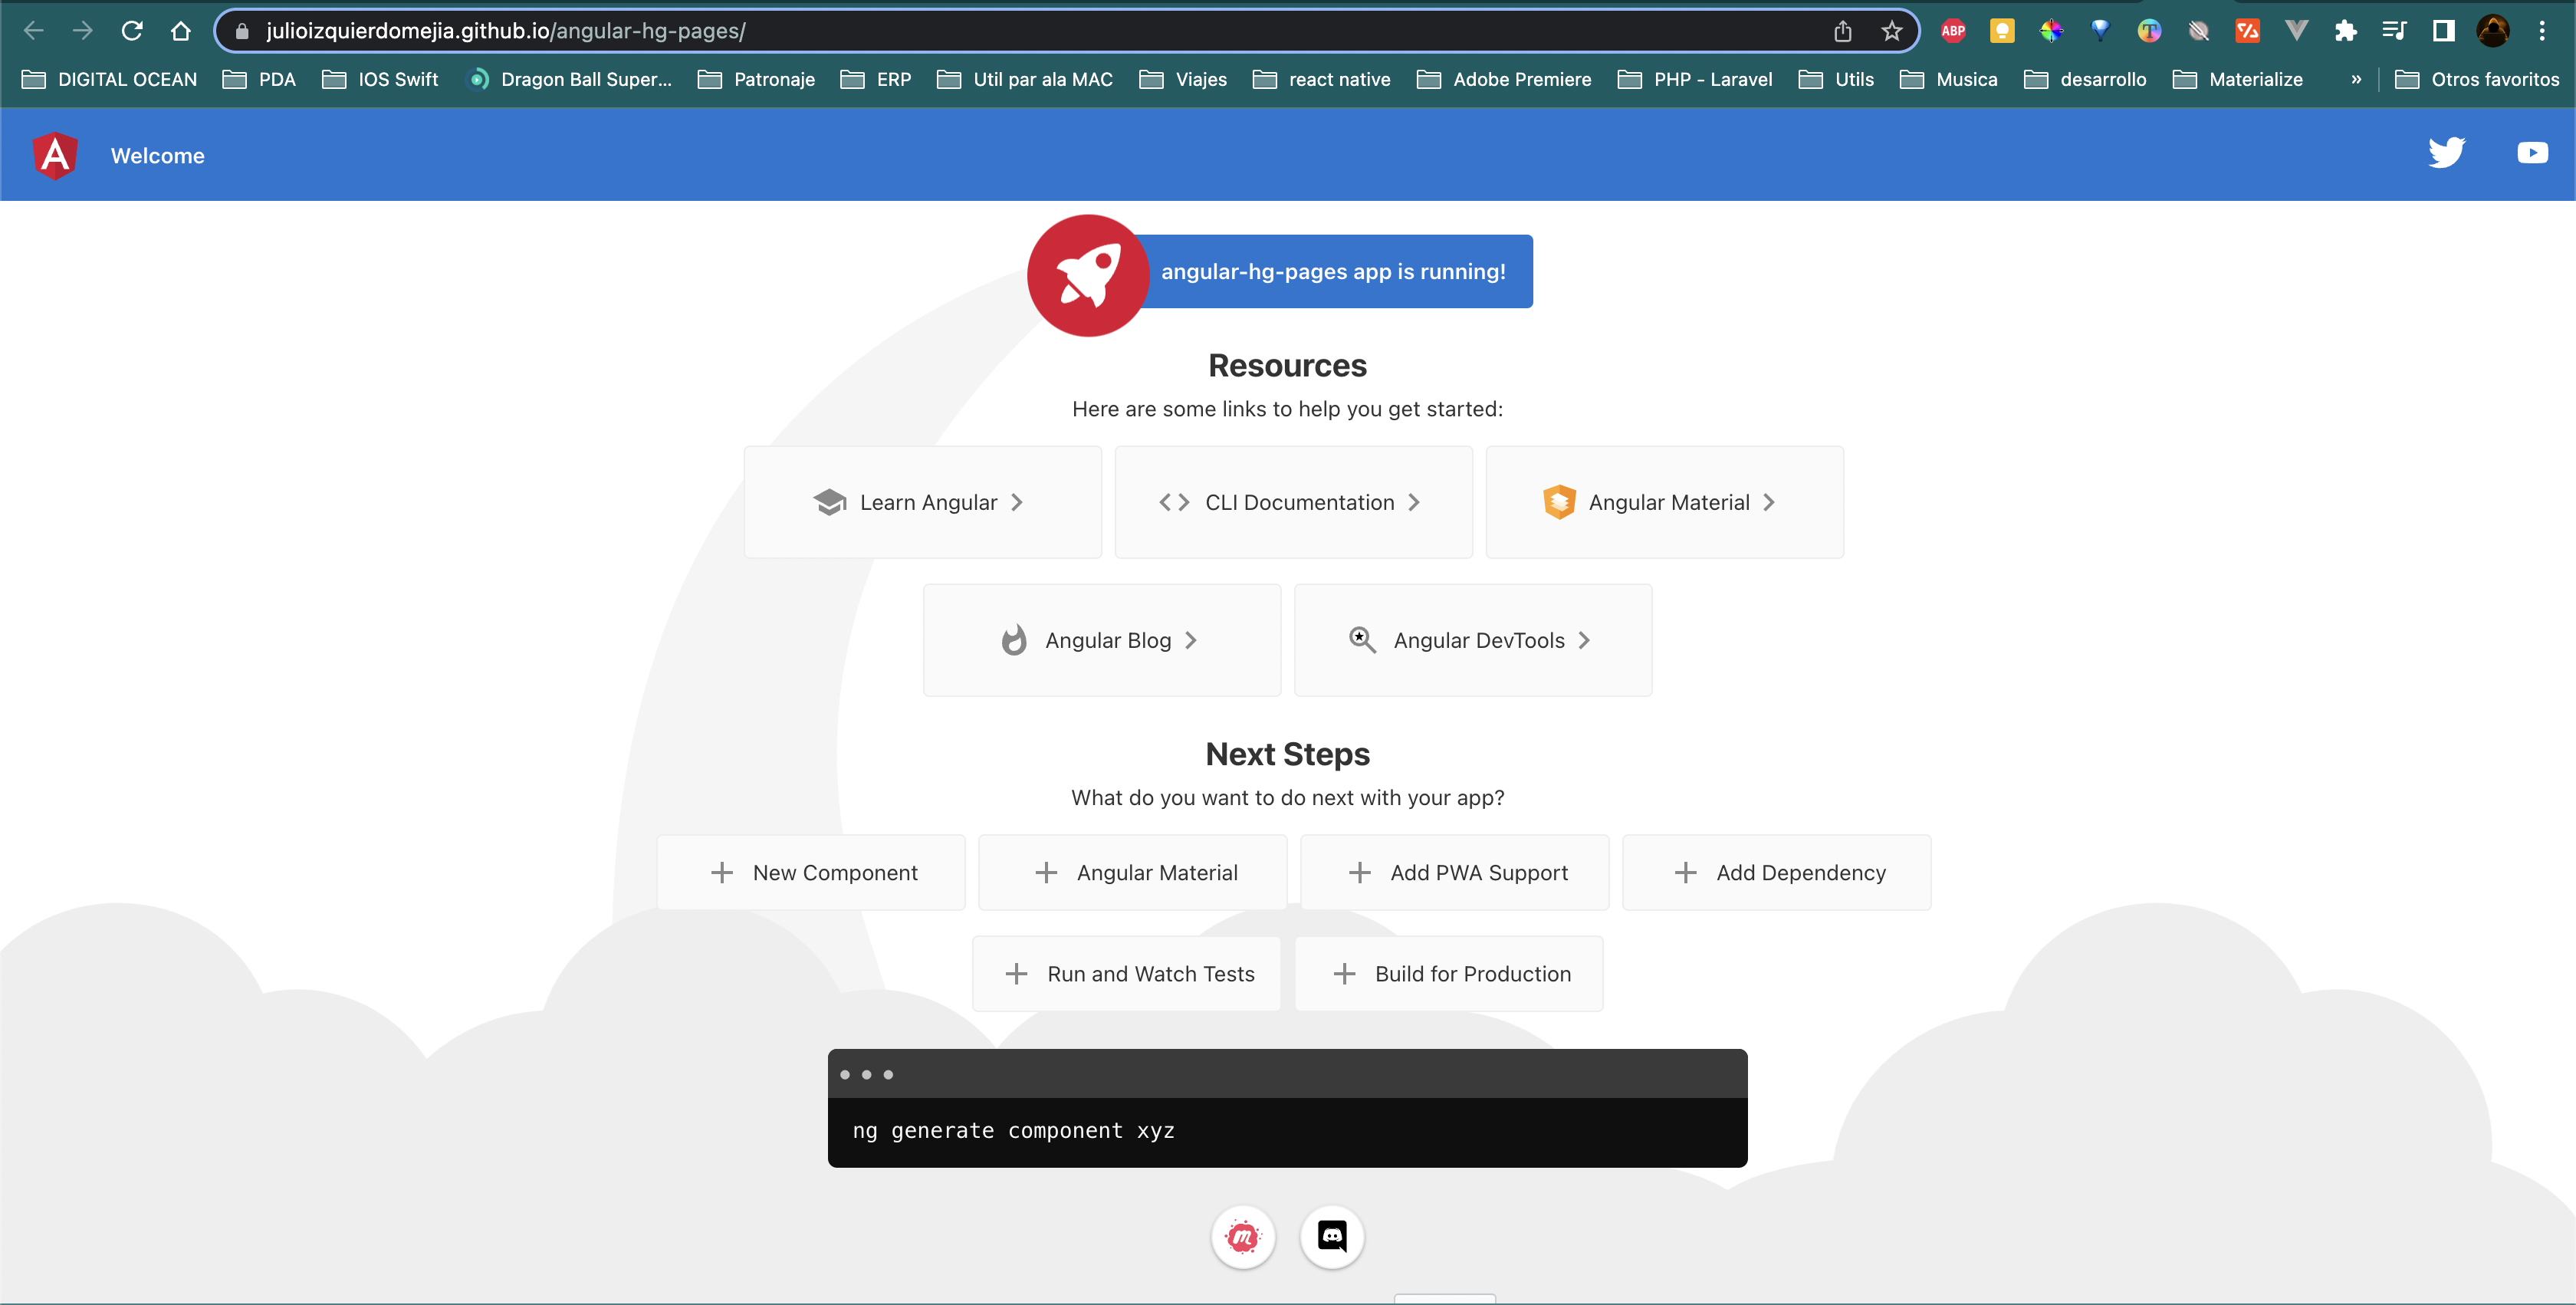 julioizquierdomejia.github.io/angular-hg-pages/
ABP
T
DIGITAL OCEAN PDA IOS Swift Dragon Ball Super... Patronaje ERP Util par ala MAC Viajes react native Adobe Premiere PHP - Laravel Utils Musica desarrollo Materialize » Otros favoritos
A Welcome
angular-hg-pages app is running!
Resources
Here are some links to help you get started:
Learn Angular CLI Documentation Angular Material
Angular Blog Angular DevTools
Next Steps
What do you want to do next with your app?
New Component Angular Material Add PWA Support Add Dependency
Run and Watch Tests Build for Production
ng generate component xyz
m